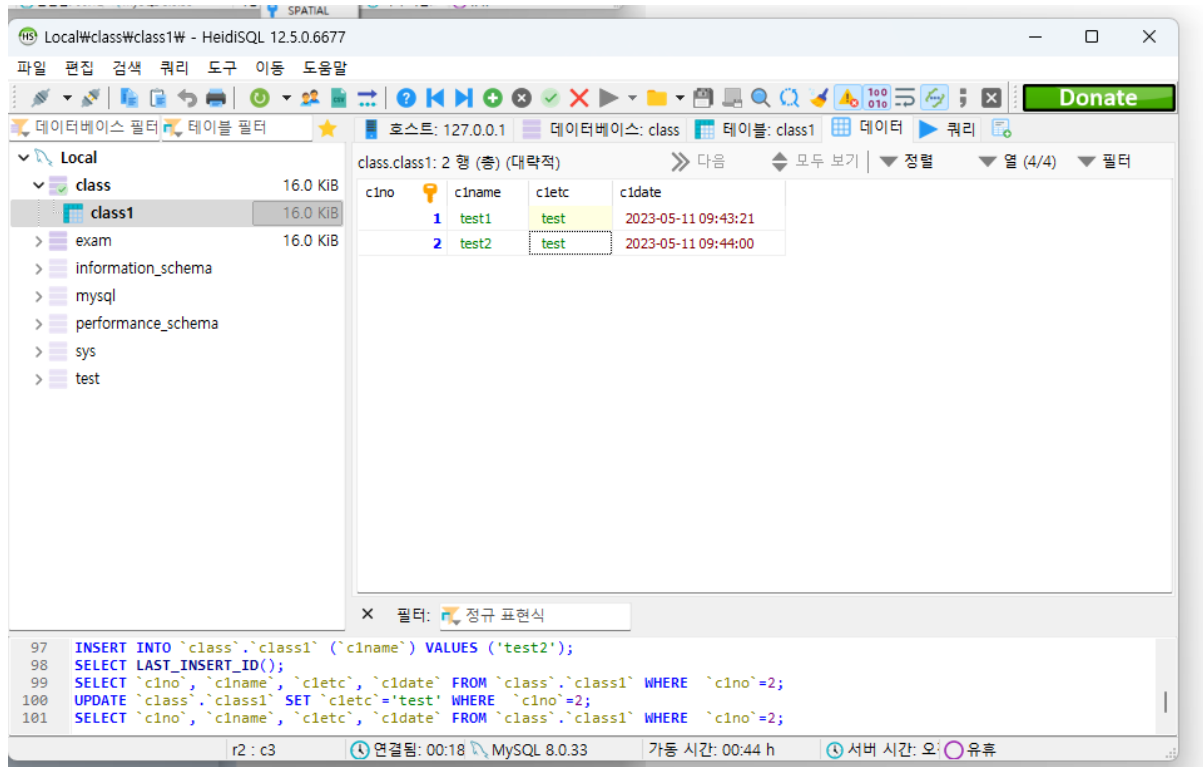 SPATIAL
Local₩class₩class1₩ - HeidiSQL 12.5.0.6677
파일 편집 검색 쿼리 도구 이동 도움말
Donate
데이터베이스 필터 테이블 필터
호스트: 127.0.0.1 데이터베이스: class 테이블: class1 데이터 쿼리
Local
class 16.0 KiB
class1 16.0 KiB
exam 16.0 KiB
information_schema
mysql
performance_schema
sys
test
class.class1: 2 행 (총) (대략적) 다음 모두 보기 정렬 열 (4/4) 필터
c1no c1name c1etc c1date
1 test1 test 2023-05-11 09:43:21
2 test2 test 2023-05-11 09:44:00
필터: 정규 표현식
97 INSERT INTO `class`.`class1` (`c1name`) VALUES ('test2');
98 SELECT LAST_INSERT_ID();
99 SELECT `c1no`, `c1name`, `c1etc`, `c1date` FROM `class`.`class1` WHERE `c1no`=2;
100 UPDATE `class`.`class1` SET `c1etc`='test' WHERE `c1no`=2;
101 SELECT `c1no`, `c1name`, `c1etc`, `c1date` FROM `class`.`class1` WHERE `c1no`=2;
r2 : c3 연결됨: 00:18 MySQL 8.0.33 가동 시간: 00:44 h 서버 시간: 오 유휴